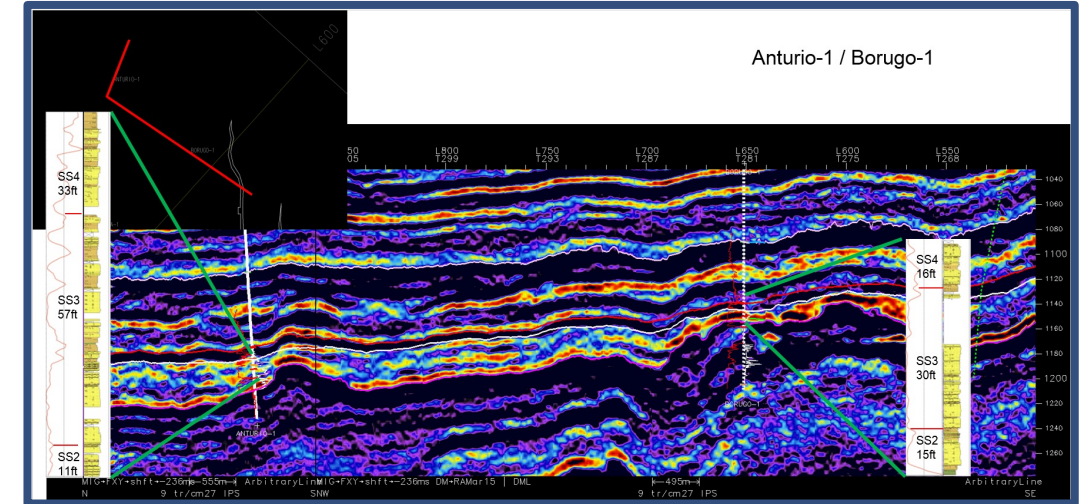 Anturio-1 / Borugo-1
L600
ANTURIO-1
BORUGO-1
SS4
33ft
SS3
57ft
SS2
11ft
05
L800
T299
L750
T293
L700
T287
L650
T281
L600
T275
L550
T268
1040
1060
1080
1100
1120
1140
1160
1180
1200
1220
1240
1260
BORUGO-1
ANTURIO-1
BORUGO-1
SS4
16ft
SS3
30ft
SS2
15ft
MIG→FXY→shft→-236ms
555m
ArbitraryLine
MIG→FXY→shft→-236ms DM→RAMar15 | DML
495m
ArbitraryLine
N
9 tr/cm27 IPS
S
NW
9 tr/cm27 IPS
SE